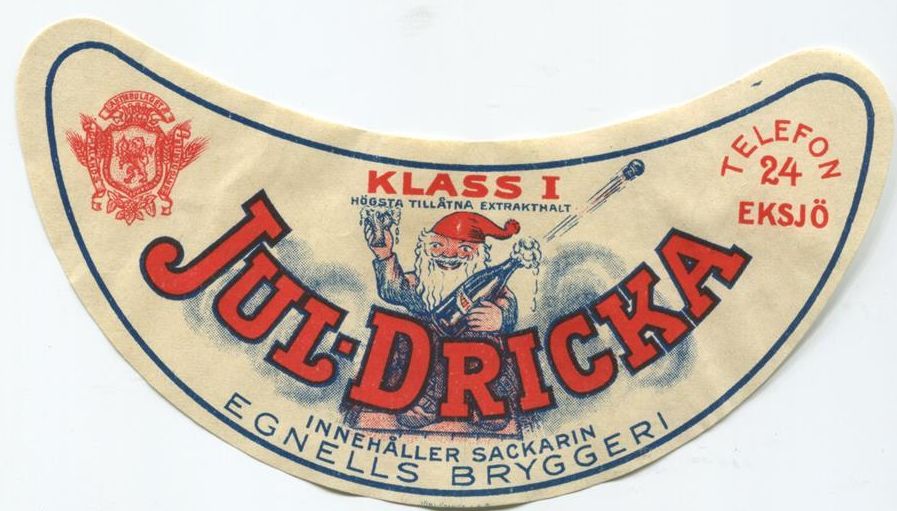 KLASS I
HÖGSTA TILLÅTNA EXTRAKTHALT
JUL-DRICKA
INNEHÅLLER SACKARIN
EGNELLS BRYGGERI
TELEFON
24
EKSJÖ